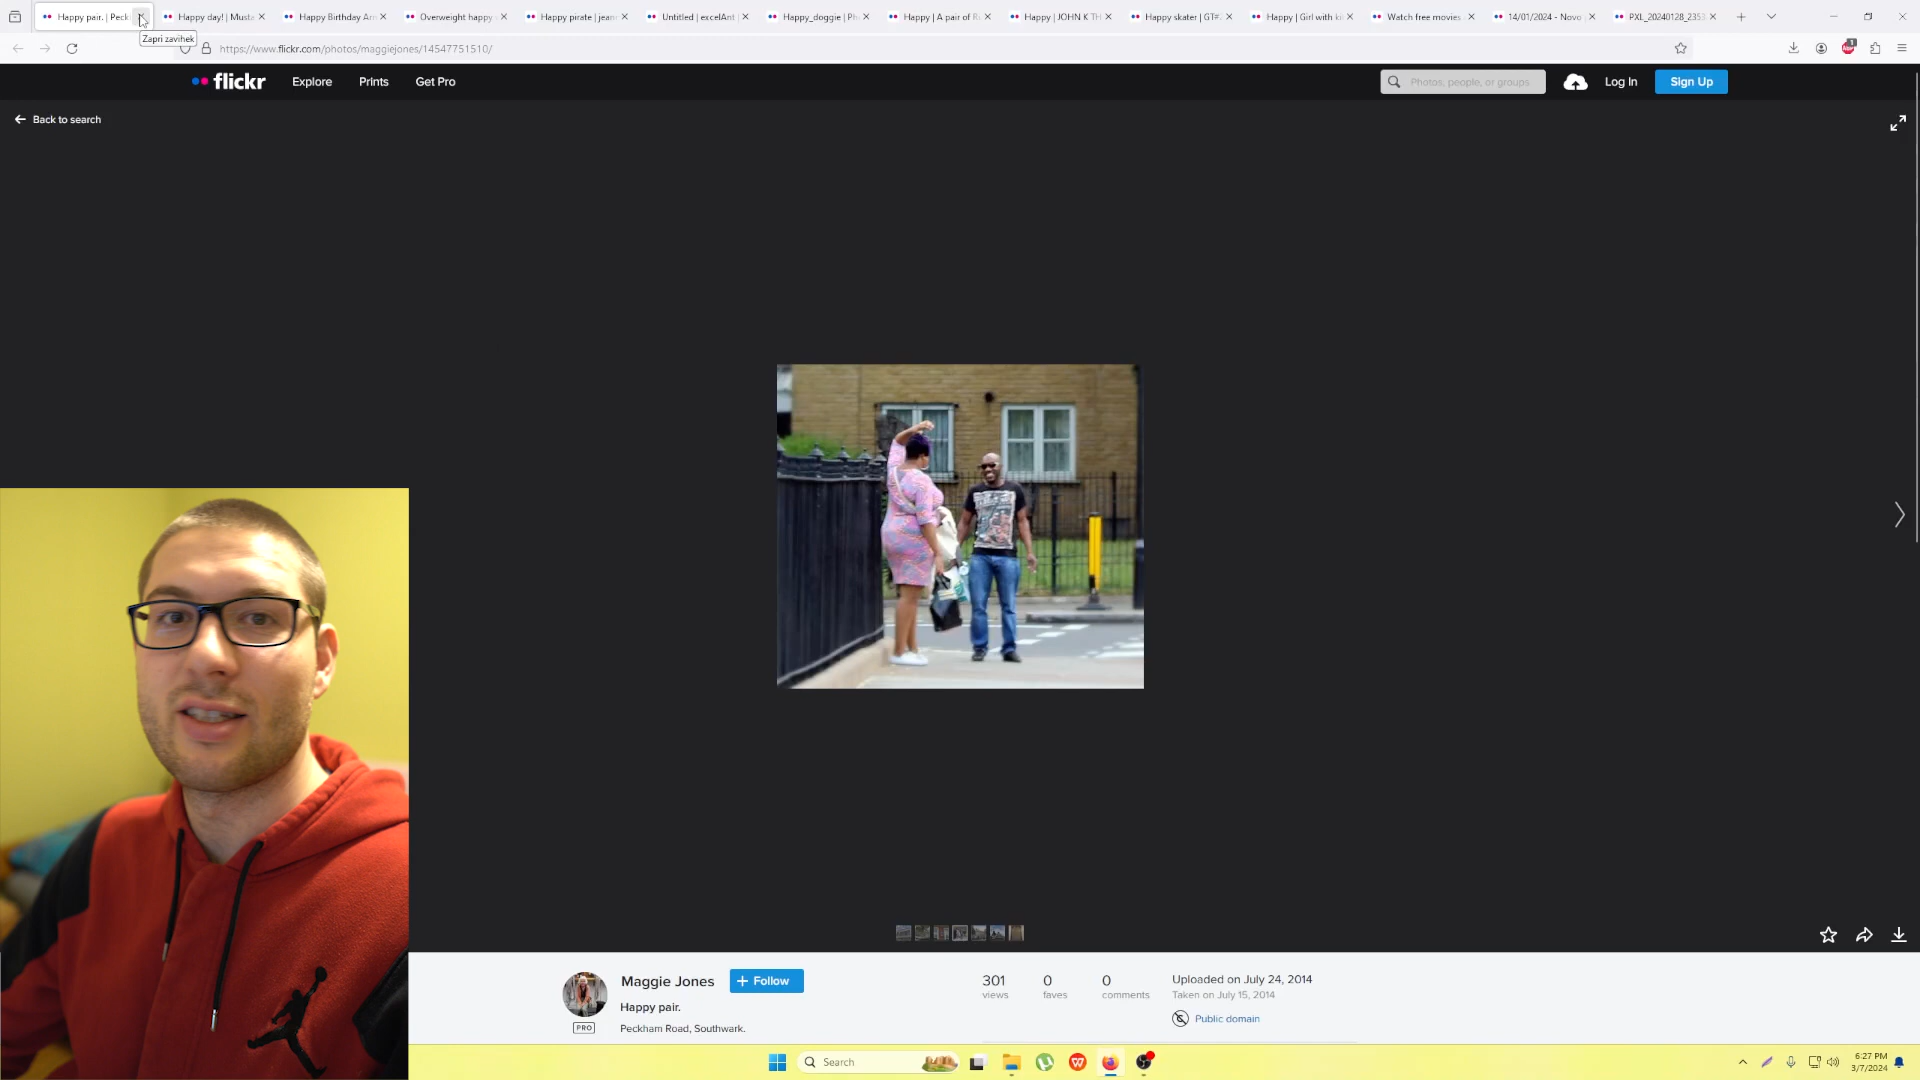 Happy pair. | Peck
Happy day! | Musta
Happy Birthday Am
Overweight happy
Happy pirate | jean
Untitled | excelAnt |
Happy_doggie | Ph
Happy | A pair of R
Happy | JOHN K TH
Happy skater | GT#
Happy | Girl with ki
Watch free movies
14/01/2024 - Novo
PXL_20240128_2353
Zapri zavihek
https://www.flickr.com/photos/maggiejones/14547751510/
flickr
Explore
Prints
Get Pro
Photos, people, or groups
Log In
Sign Up
Back to search
Maggie Jones
+ Follow
Happy pair.
PRO
Peckham Road, Southwark.
301
views
0
faves
0
comments
Uploaded on July 24, 2014
Taken on July 15, 2014
Public domain
Search
6:27 PM
3/7/2024